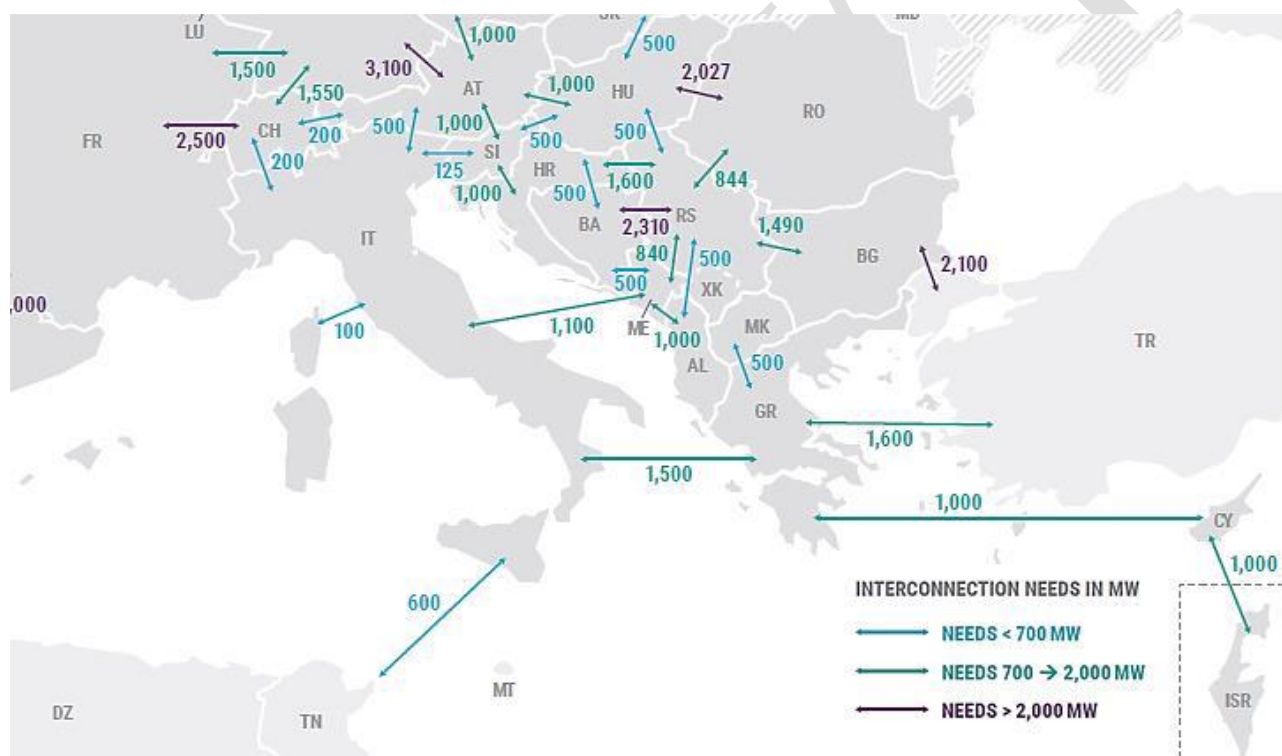 LU
MD
1,000
500
1,500
3,100
2,027
1,550
AT
1,000
HU
RO
FR
2,500
CH
200
500
1,000
500
500
200
SI
125
HR
1,600
844
1,000
500
BA
2,310
RS
1,490
IT
840
500
BG
2,100
500
XK
,000
100
1,100
ME
1,000
MK
TR
AL
500
GR
1,600
1,500
1,000
CY
1,000
600
INTERCONNECTION NEEDS IN MW
NEEDS < 700 MW
NEEDS 700 → 2,000 MW
NEEDS > 2,000 MW
MT
DZ
TN
ISR